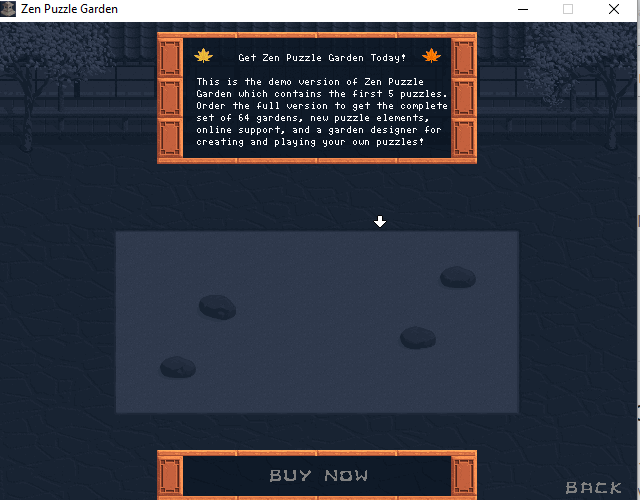 Zen Puzzle Garden
Get Zen Puzzle Garden Today!
This is the demo version of Zen Puzzle
Garden which contains the first 5 puzzles.
Order the full version to get the complete
set of 64 gardens, new puzzle elements,
online support, and a garden designer for
creating and playing your own puzzles!
BUY NOW
BACK